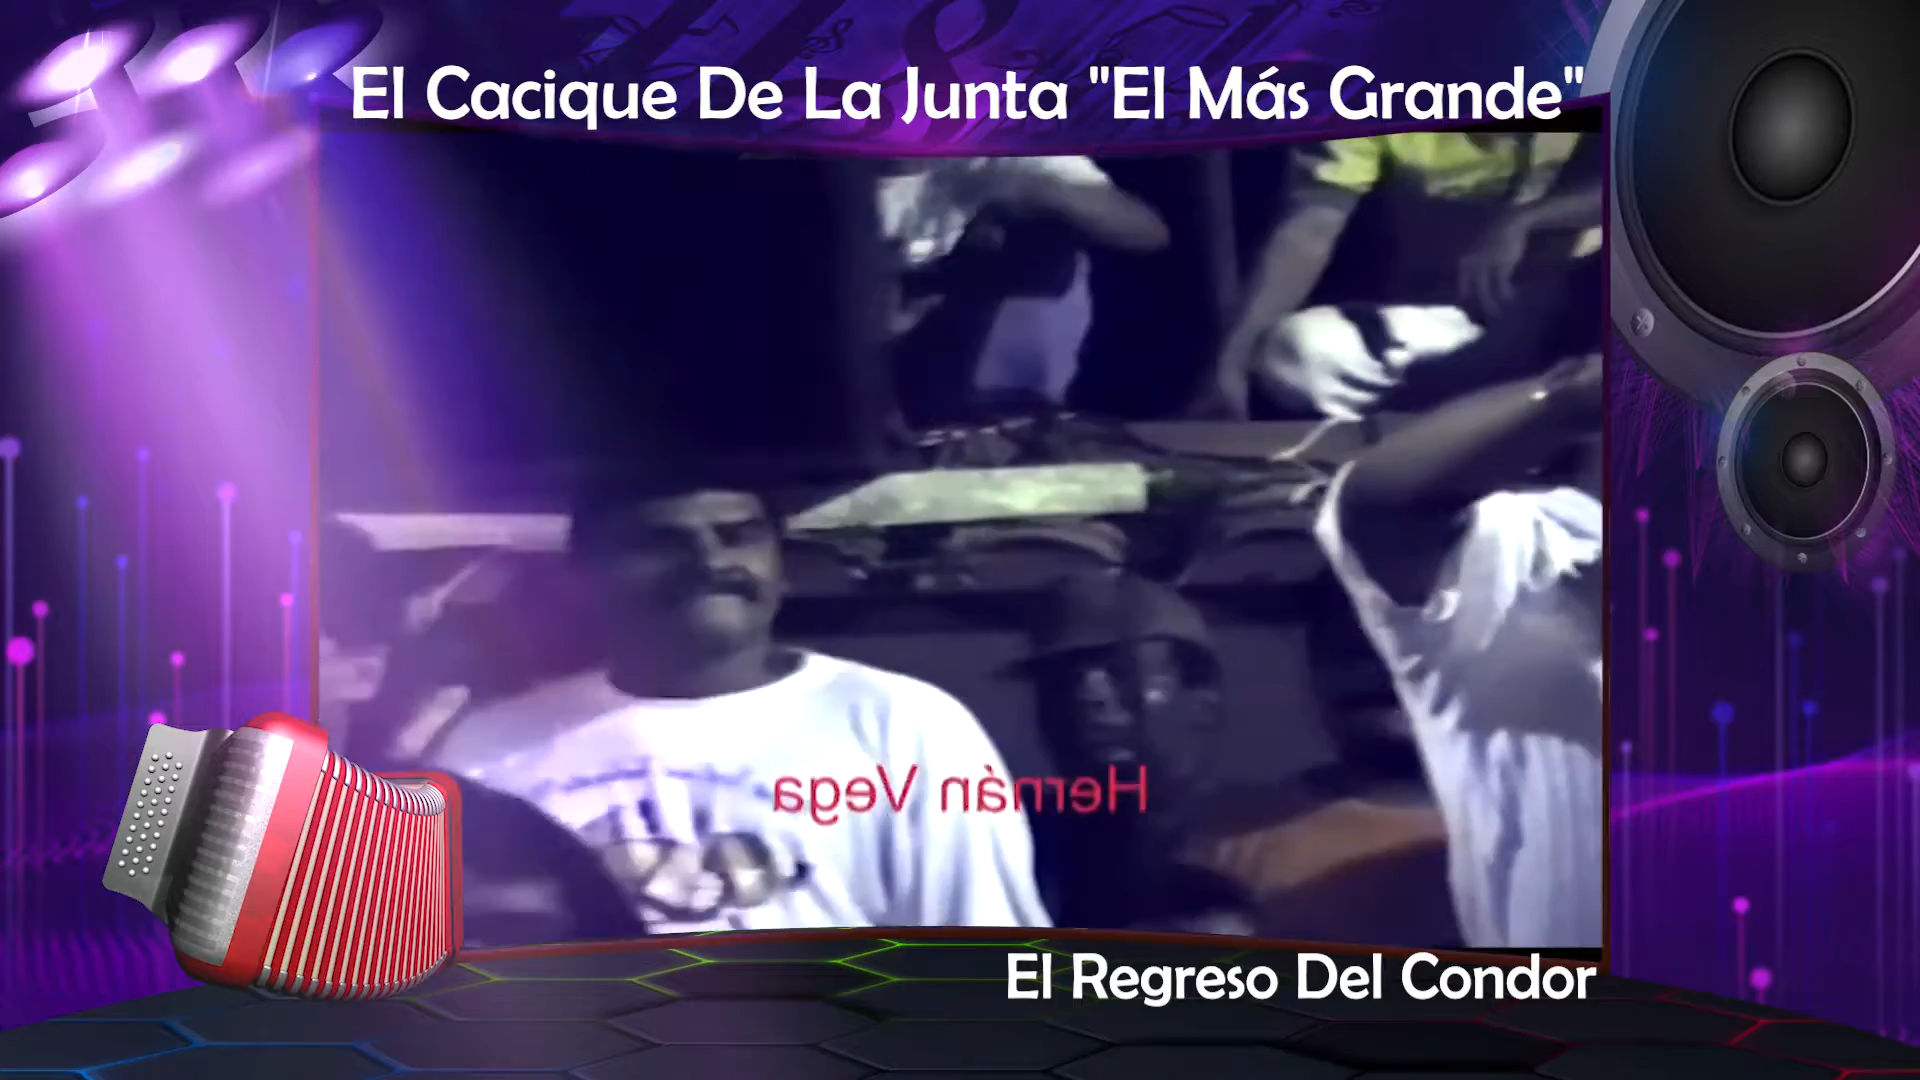 El Cacique De La Junta "El Más Grande"
Hernán Vega
El Regreso Del Condor